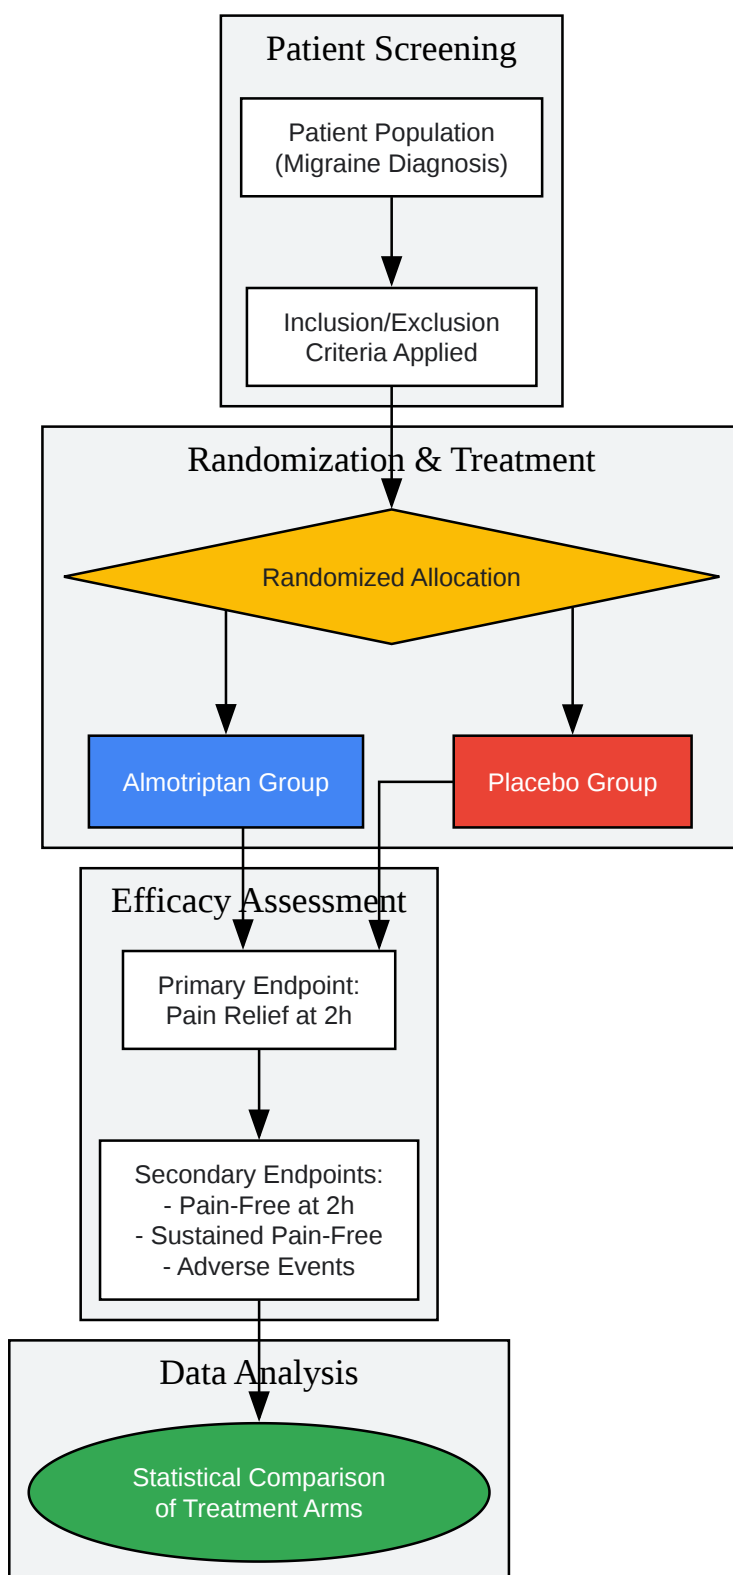 Patient Screening
Patient Population
(Migraine Diagnosis)
Inclusion/Exclusion
Criteria Applied
Randomization & Treatment
Randomized Allocation
Almotriptan Group
Placebo Group
Efficacy Assessment
Primary Endpoint:
Pain Relief at 2h
Secondary Endpoints:
- Pain-Free at 2h
- Sustained Pain-Free
- Adverse Events
Data Analysis
Statistical Comparison
of Treatment Arms